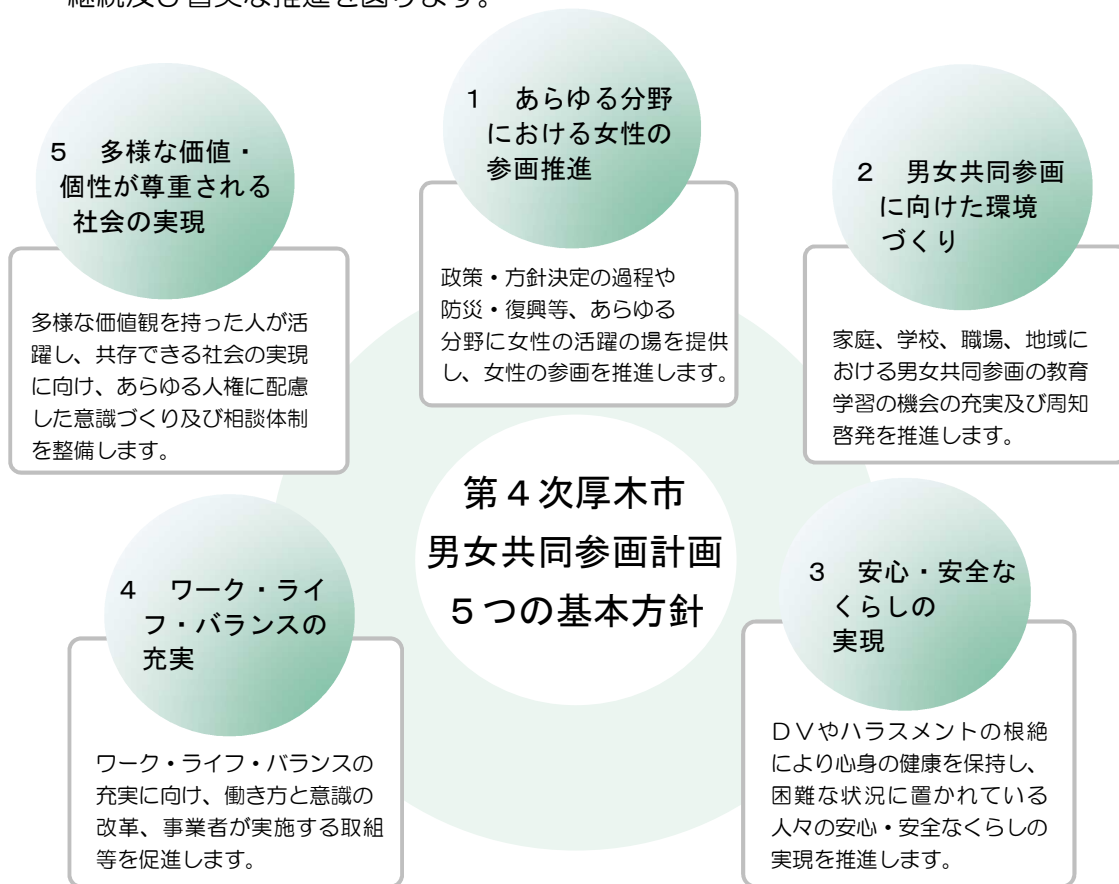 継続及び着実な推進を図ります。
1 あらゆる分野
における女性の
参画推進
政策・方針決定の過程や
防災・復興等、あらゆる
分野に女性の活躍の場を提供
し、女性の参画を推進します。
2 男女共同参画
に向けた環境
づくり
家庭、学校、職場、地域に
おける男女共同参画の教育
学習の機会の充実及び周知
啓発を推進します。
3 安心・安全な
くらしの
実現
DVやハラスメントの根絶
により心身の健康を保持し、
困難な状況に置かれている
人々の安心・安全なくらしの
実現を推進します。
4 ワーク・ライ
フ・バランスの
充実
ワーク・ライフ・バランスの
充実に向け、働き方と意識の
改革、事業者が実施する取組
等を促進します。
5 多様な価値・
個性が尊重される
社会の実現
多様な価値観を持った人が活
躍し、共存できる社会の実現
に向け、あらゆる人権に配慮
した意識づくり及び相談体制
を整備します。
第4次厚木市
男女共同参画計画
5つの基本方針